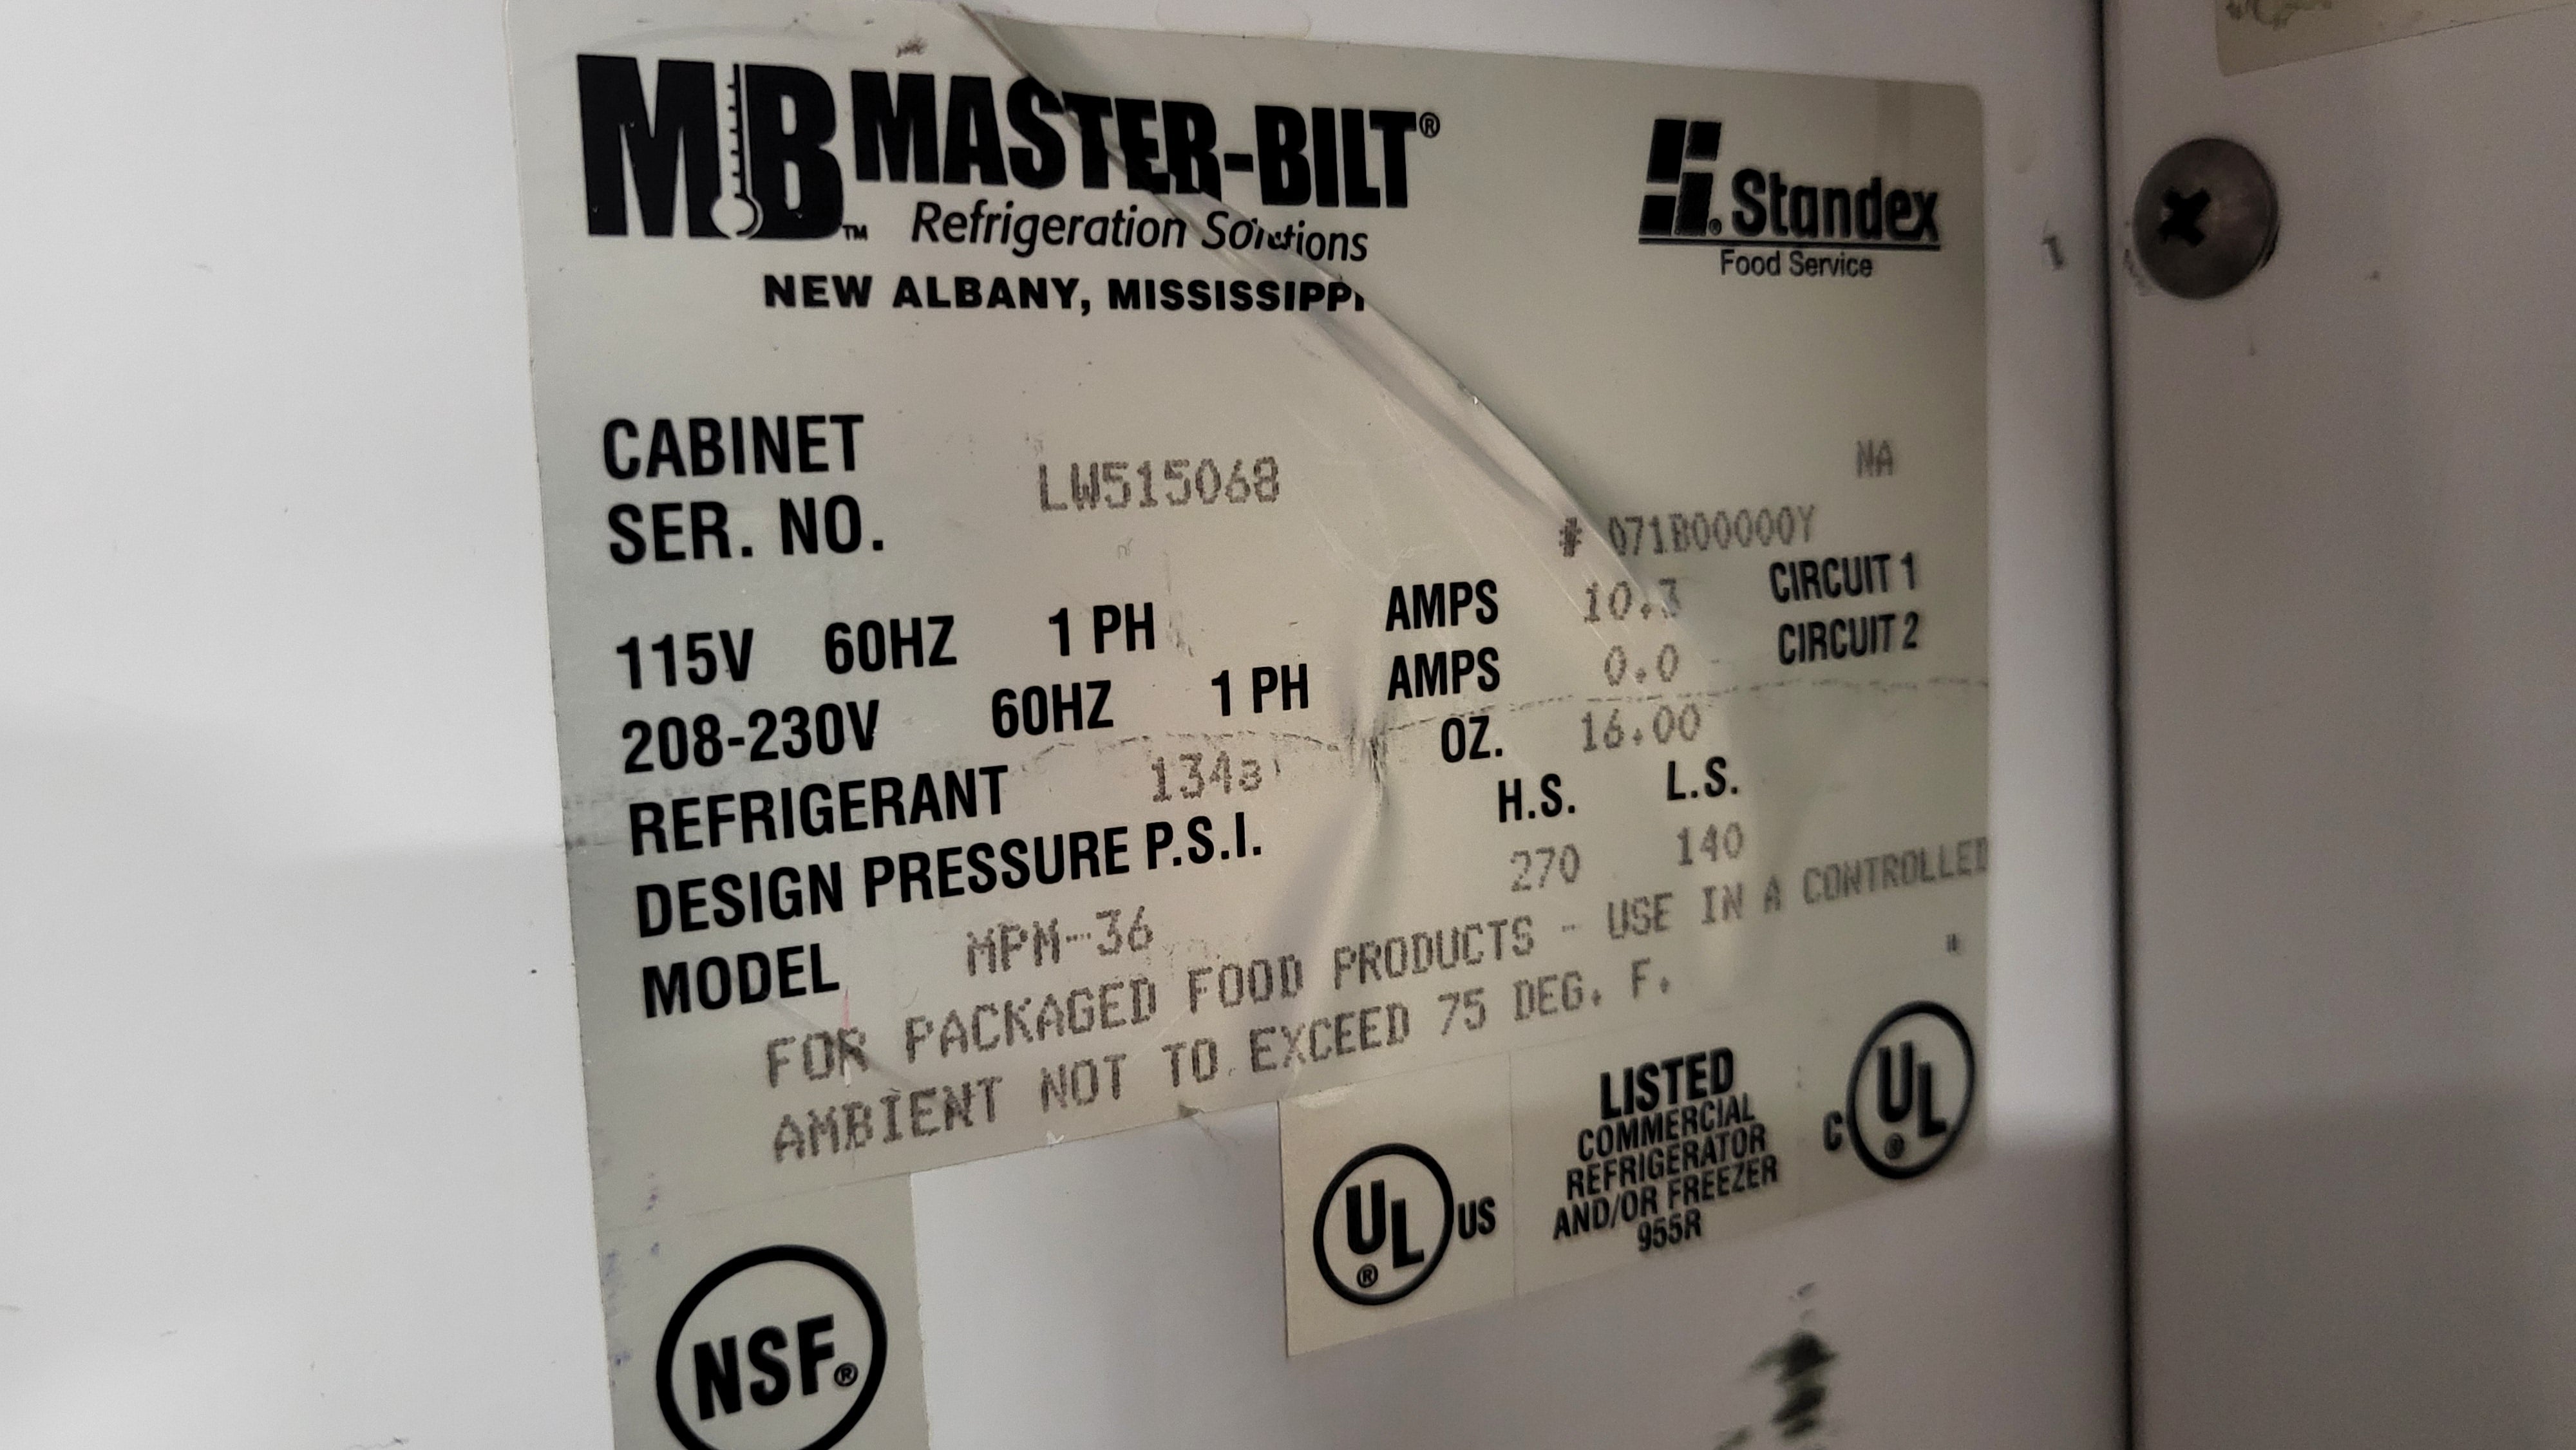 MB™ MASTER-BILT®
Refrigeration Solutions
NEW ALBANY, MISSISSIPPI
Standex
Food Service
CABINET
SER. NO. LW515068
NA
# 071B00000Y
115V 60HZ 1 PH AMPS 10.3 CIRCUIT 1
208-230V 60HZ 1 PH AMPS 0.0 CIRCUIT 2
REFRIGERANT 134a OZ. 16.00
DESIGN PRESSURE P.S.I. H.S. L.S.
270 140
MODEL MPM-36
FOR PACKAGED FOOD PRODUCTS - USE IN A CONTROLLED
AMBIENT NOT TO EXCEED 75 DEG. F.
NSF®
UL® US
LISTED
COMMERCIAL
REFRIGERATOR
AND/OR FREEZER
955R
C UL®